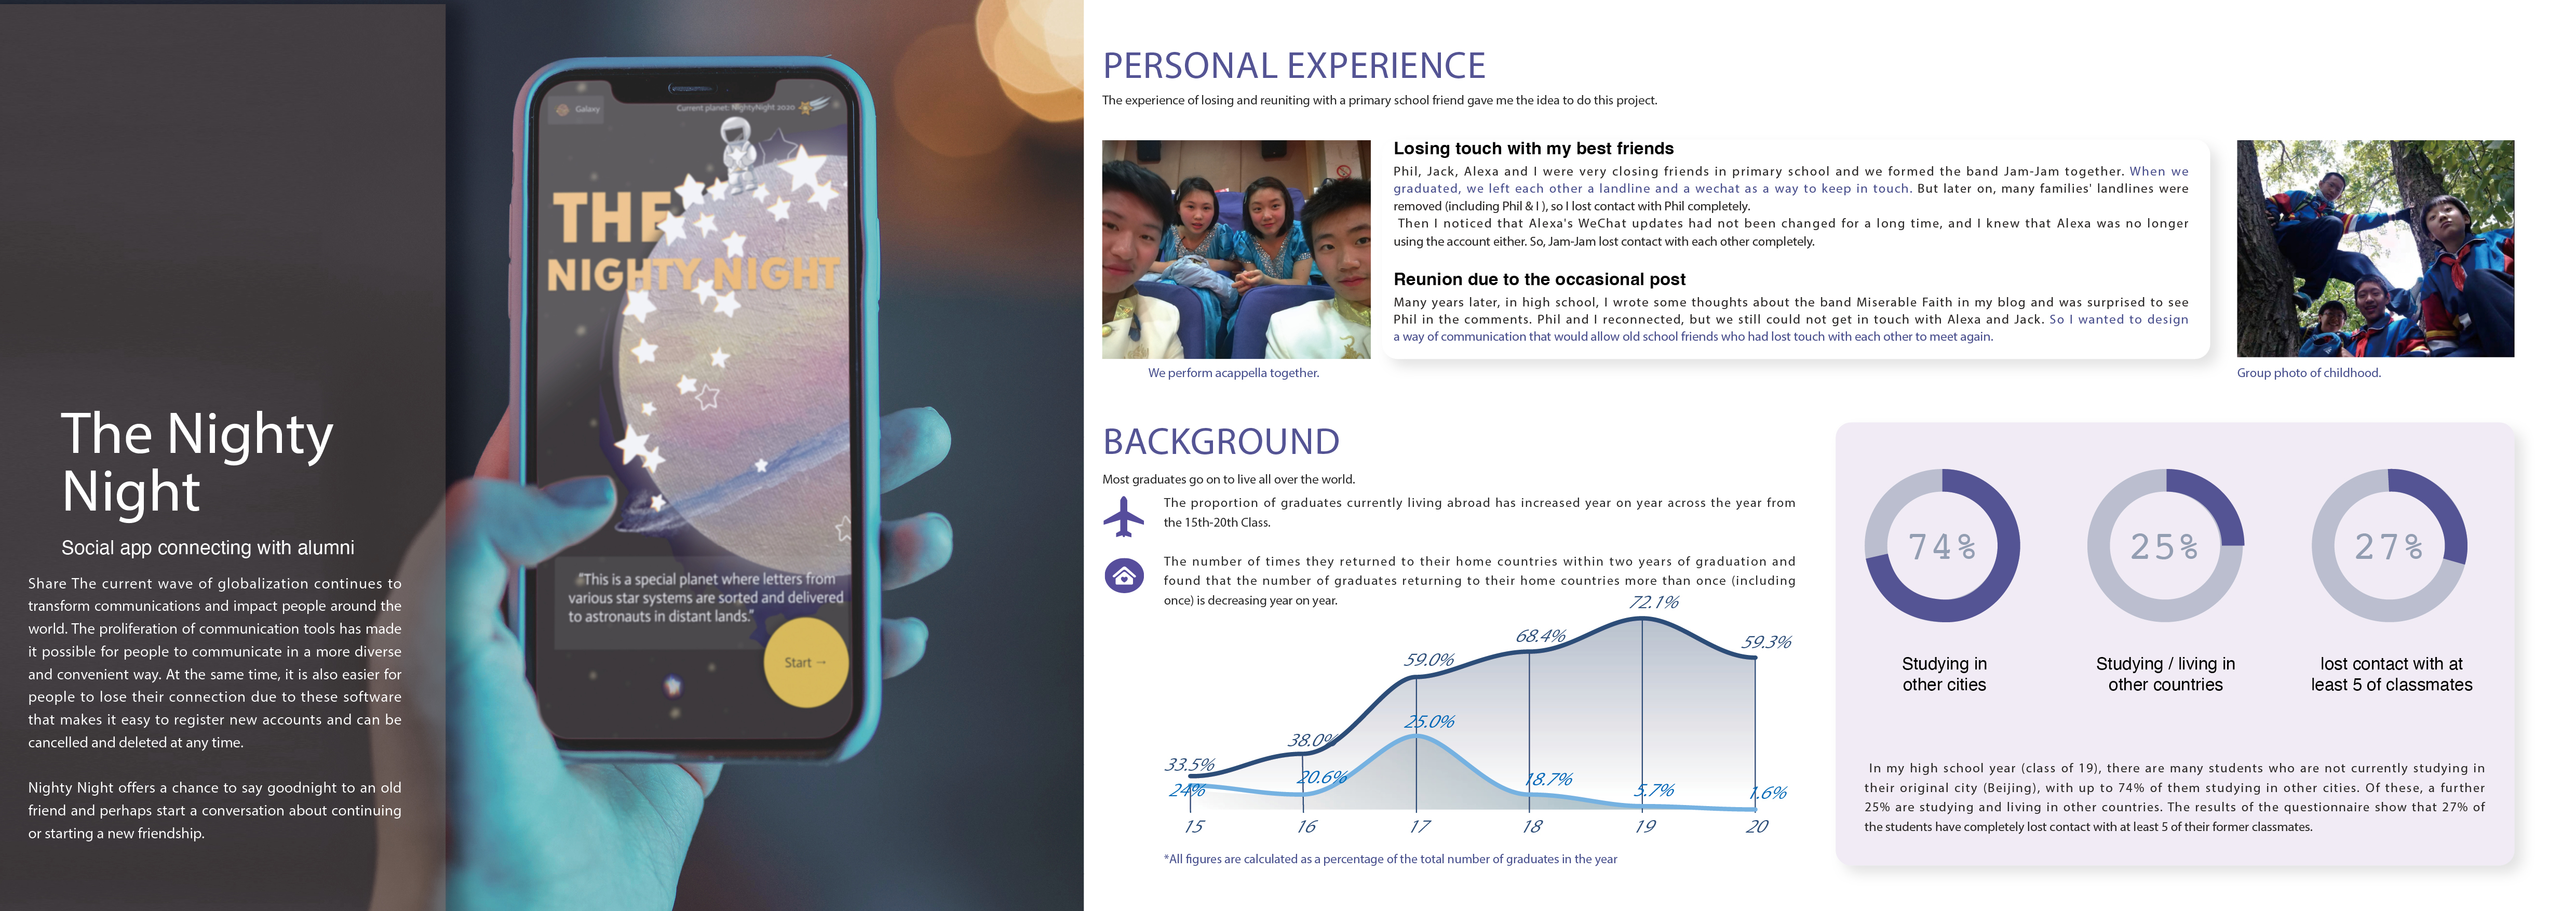 Galaxy
Current planet: NightyNight 2020
THE
NIGHTY NIGHT
"This is a special planet where letters from
various star systems are sorted and delivered
to astronauts in distant lands."
Start →
The Nighty
Night
Social app connecting with alumni
Share The current wave of globalization continues to
transform communications and impact people around the
world. The proliferation of communication tools has made
it possible for people to communicate in a more diverse
and convenient way. At the same time, it is also easier for
people to lose their connection due to these software
that makes it easy to register new accounts and can be
cancelled and deleted at any time.
Nighty Night offers a chance to say goodnight to an old
friend and perhaps start a conversation about continuing
or starting a new friendship.
PERSONAL EXPERIENCE
The experience of losing and reuniting with a primary school friend gave me the idea to do this project.
We perform acappella together.
Losing touch with my best friends
Phil, Jack, Alexa and I were very closing friends in primary school and we formed the band Jam-Jam together. When we
graduated, we left each other a landline and a wechat as a way to keep in touch. But later on, many families' landlines were
removed (including Phil & I ), so I lost contact with Phil completely.
Then I noticed that Alexa's WeChat updates had not been changed for a long time, and I knew that Alexa was no longer
using the account either. So, Jam-Jam lost contact with each other completely.
Reunion due to the occasional post
Many years later, in high school, I wrote some thoughts about the band Miserable Faith in my blog and was surprised to see
Phil in the comments. Phil and I reconnected, but we still could not get in touch with Alexa and Jack. So I wanted to design
a way of communication that would allow old school friends who had lost touch with each other to meet again.
Group photo of childhood.
BACKGROUND
Most graduates go on to live all over the world.
The proportion of graduates currently living abroad has increased year on year across the year from
the 15th-20th Class.
The number of times they returned to their home countries within two years of graduation and
found that the number of graduates returning to their home countries more than once (including
once) is decreasing year on year.
33.5%
38.0%
59.0%
68.4%
72.1%
59.3%
24%
20.6%
25.0%
18.7%
5.7%
1.6%
15
16
17
18
19
20
*All figures are calculated as a percentage of the total number of graduates in the year
74%
25%
27%
Studying in
other cities
Studying / living in
other countries
lost contact with at
least 5 of classmates
In my high school year (class of 19), there are many students who are not currently studying in
their original city (Beijing), with up to 74% of them studying in other cities. Of these, a further
25% are studying and living in other countries. The results of the questionnaire show that 27% of
the students have completely lost contact with at least 5 of their former classmates.